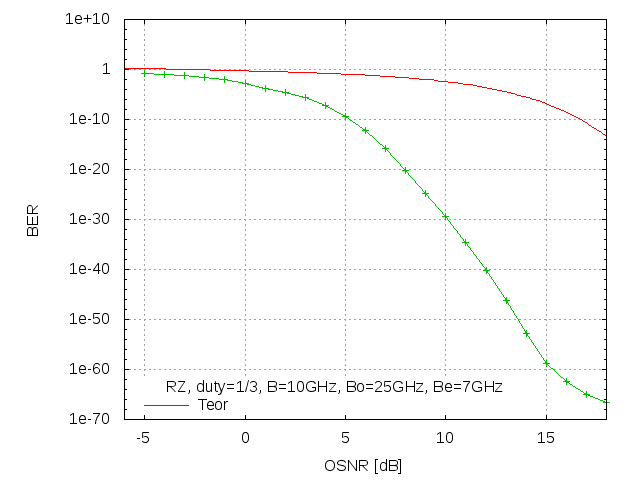 1e+10
1
1e-10
1e-20
1e-30
1e-40
1e-50
1e-60
1e-70
BER
RZ, duty=1/3, B=10GHz, Bo=25GHz, Be=7GHz
Teor
-5 0 5 10 15
OSNR [dB]